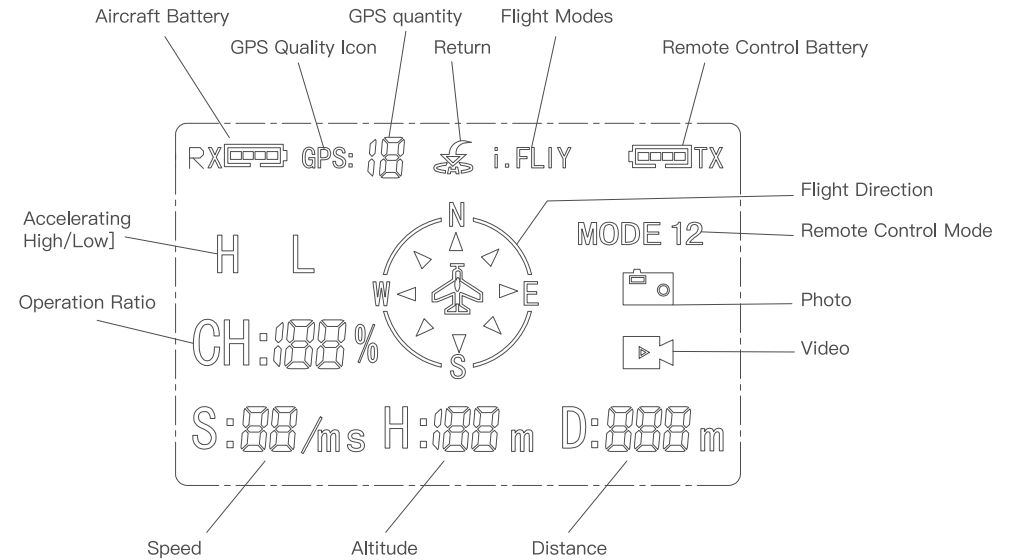 Aircraft Battery
GPS quantity
Flight Modes
GPS Quality Icon
Return
Remote Control Battery
RX GPS: 18 i.FLIY TX
Flight Direction
N
MODE 12
Remote Control Mode
Accelerating
High/Low]
H L
W E
Photo
Operation Ratio
CH:188%
Video
S
S:88/ms H:188m D:888m
Speed
Altitude
Distance